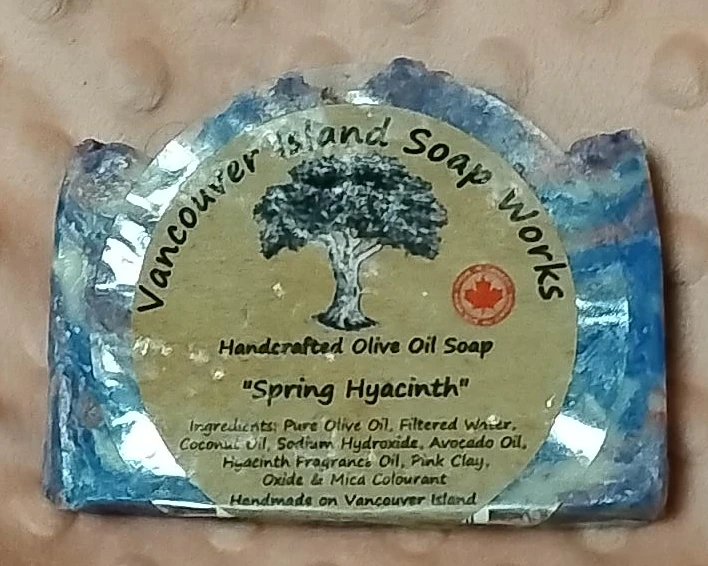 Vancouver Island Soap Works
Handcrafted Olive Oil Soap
"Spring Hyacinth"
Ingredients: Pure Olive Oil, Filtered Water,
Coconut Oil, Sodium Hydroxide, Avocado Oil,
Hyacinth Fragrance Oil, Pink Clay,
Oxide & Mica Colourant
Handmade on Vancouver Island